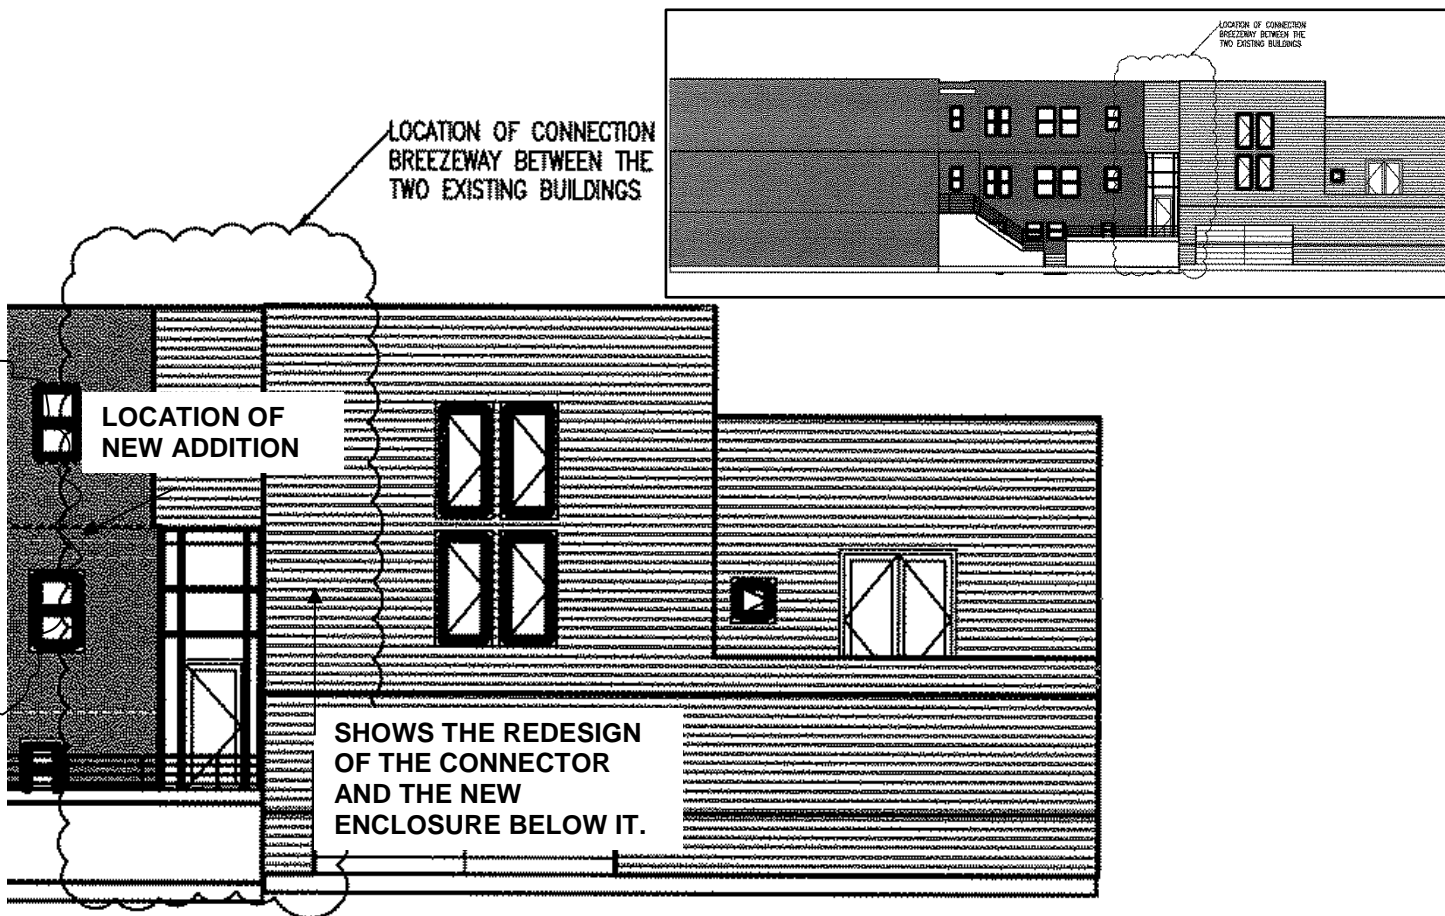 LOCATION OF CONNECTION
BREEZEWAY BETWEEN THE
TWO EXISTING BUILDINGS
LOCATION OF CONNECTION
BREEZEWAY BETWEEN THE
TWO EXISTING BUILDINGS
LOCATION OF
NEW ADDITION
SHOWS THE REDESIGN
OF THE CONNECTOR
AND THE NEW
ENCLOSURE BELOW IT.